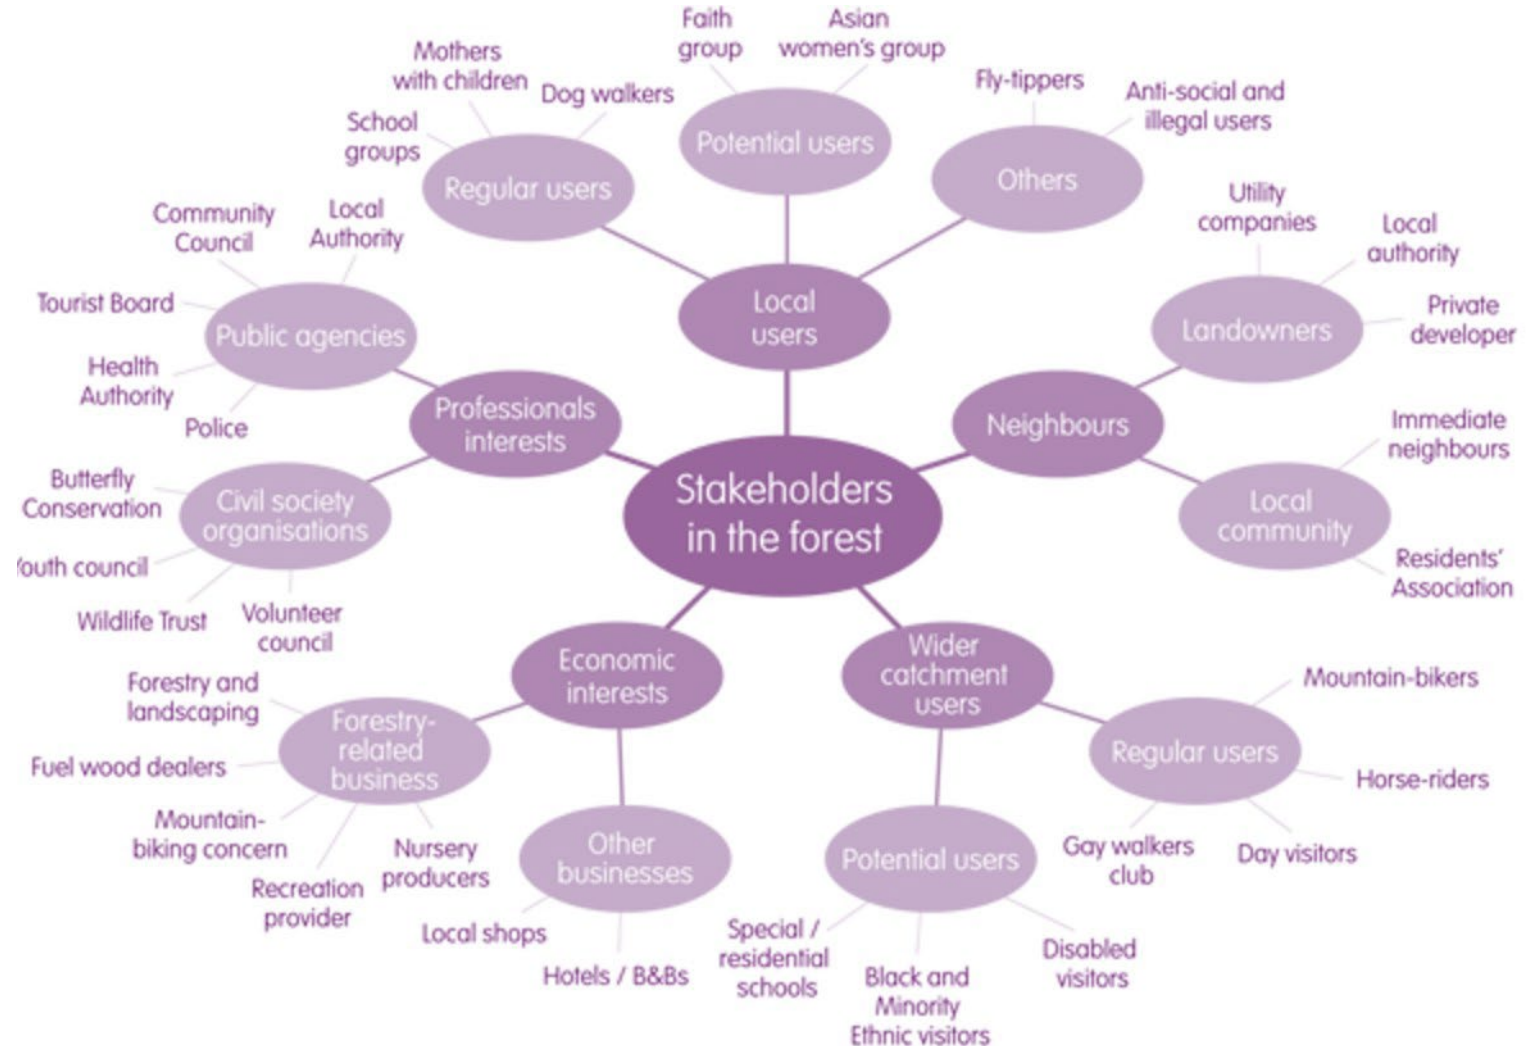 Faith
group
Asian
women's group
Mothers
with children
Dog walkers
School
groups
Fly-tippers
Anti-social and
illegal users
Potential users
Regular users
Others
Local
users
Community
Council
Local
Authority
Tourist Board
Public agencies
Health
Authority
Police
Utility
companies
Local
authority
Landowners
Private
developer
Professionals
interests
Neighbours
Immediate
neighbours
Local
community
Residents'
Association
Butterfly
Conservation
Civil society
organisations
outh council
Wildlife Trust
Volunteer
council
Stakeholders
in the forest
Economic
interests
Wider
catchment
users
Forestry and
landscaping
Forestry-
related
business
Fuel wood dealers
Mountain-
biking concern
Recreation
provider
Nursery
producers
Other
businesses
Local shops
Hotels / B&Bs
Mountain-bikers
Regular users
Horse-riders
Gay walkers
club
Day visitors
Potential users
Special /
residential
schools
Black and
Minority
Ethnic visitors
Disabled
visitors